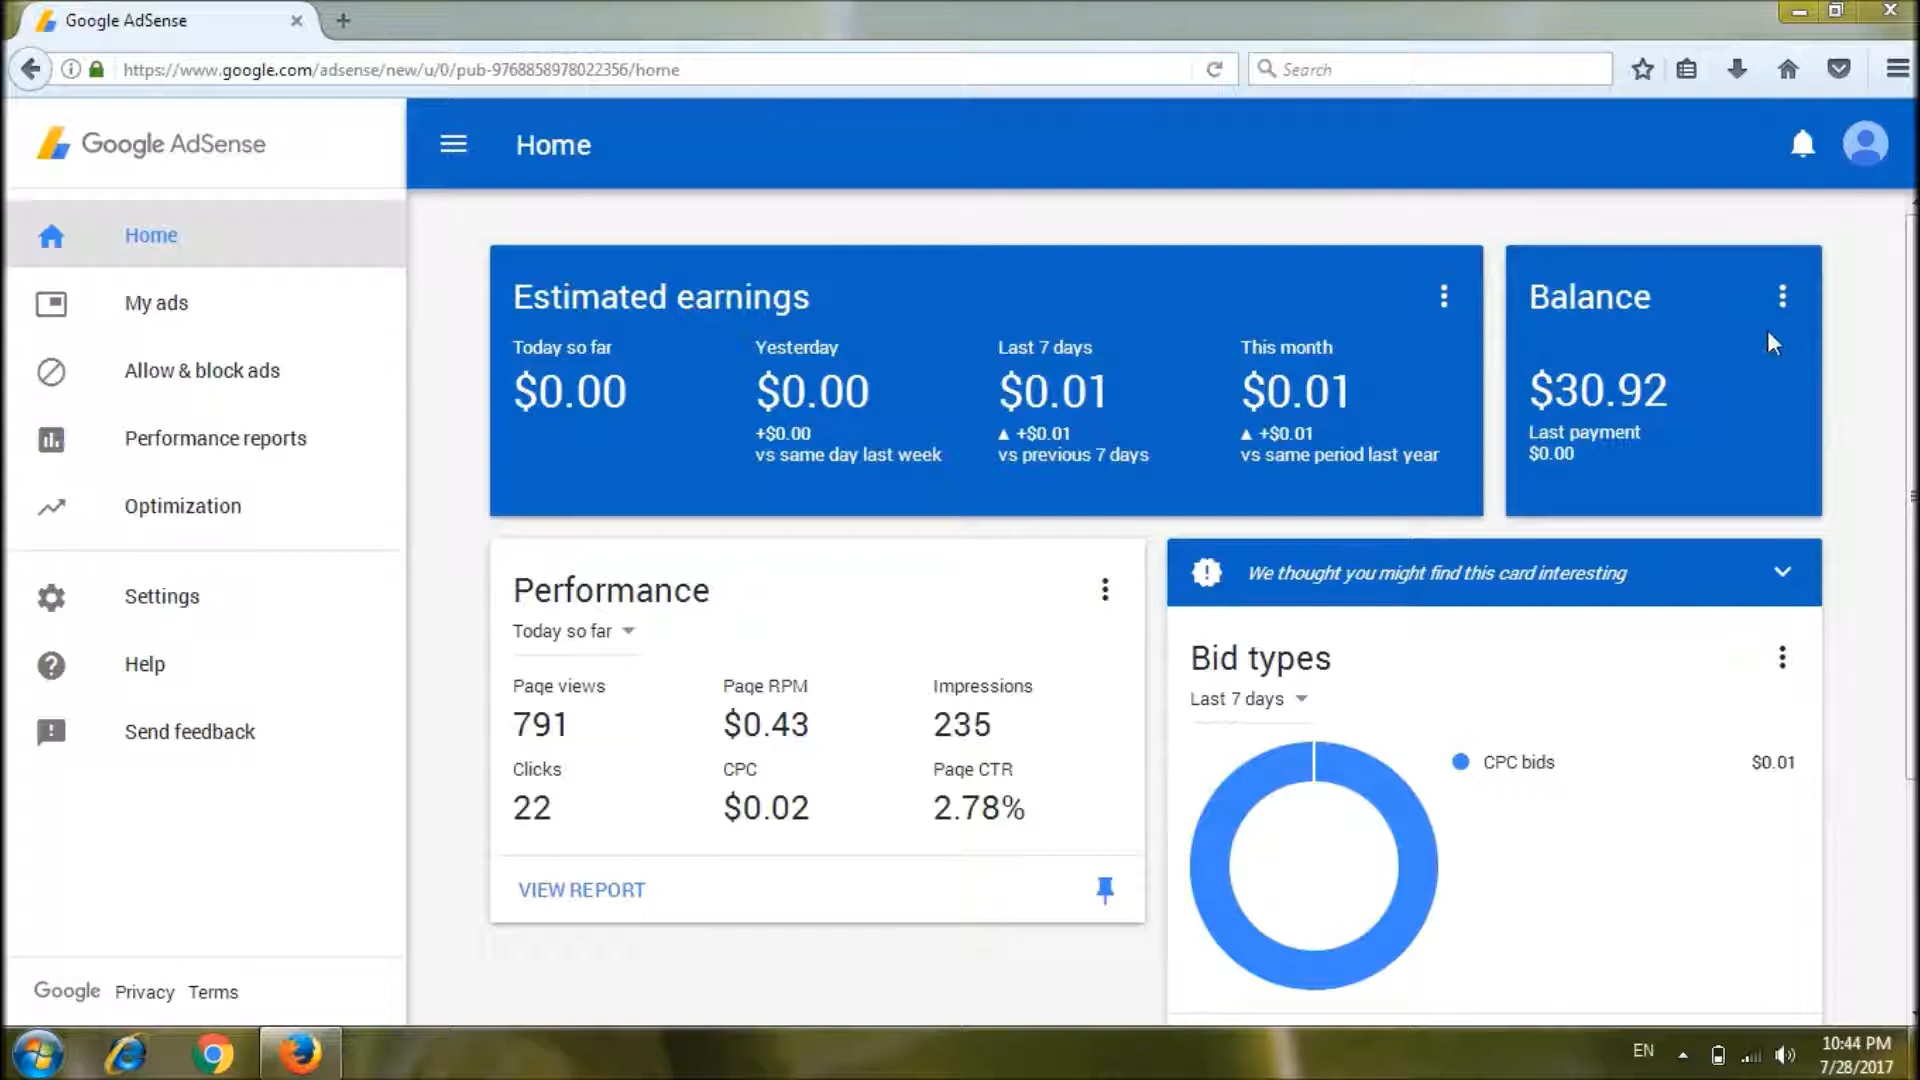 Google AdSense
https://www.google.com/adsense/new/u/0/pub-9768858978022356/home
Search
Google AdSense
Home
Home
My ads
Allow & block ads
Performance reports
Optimization
Settings
Help
Send feedback
Google Privacy Terms
Estimated earnings
Today so far
$0.00
Yesterday
$0.00
+$0.00
vs same day last week
Last 7 days
$0.01
▲ +$0.01
vs previous 7 days
This month
$0.01
▲ +$0.01
vs same period last year
Balance
$30.92
Last payment
$0.00
Performance
Today so far
Page views
791
Page RPM
$0.43
Impressions
235
Clicks
22
CPC
$0.02
Page CTR
2.78%
VIEW REPORT
We thought you might find this card interesting
Bid types
Last 7 days
CPC bids $0.01
EN
10:44 PM
7/28/2017